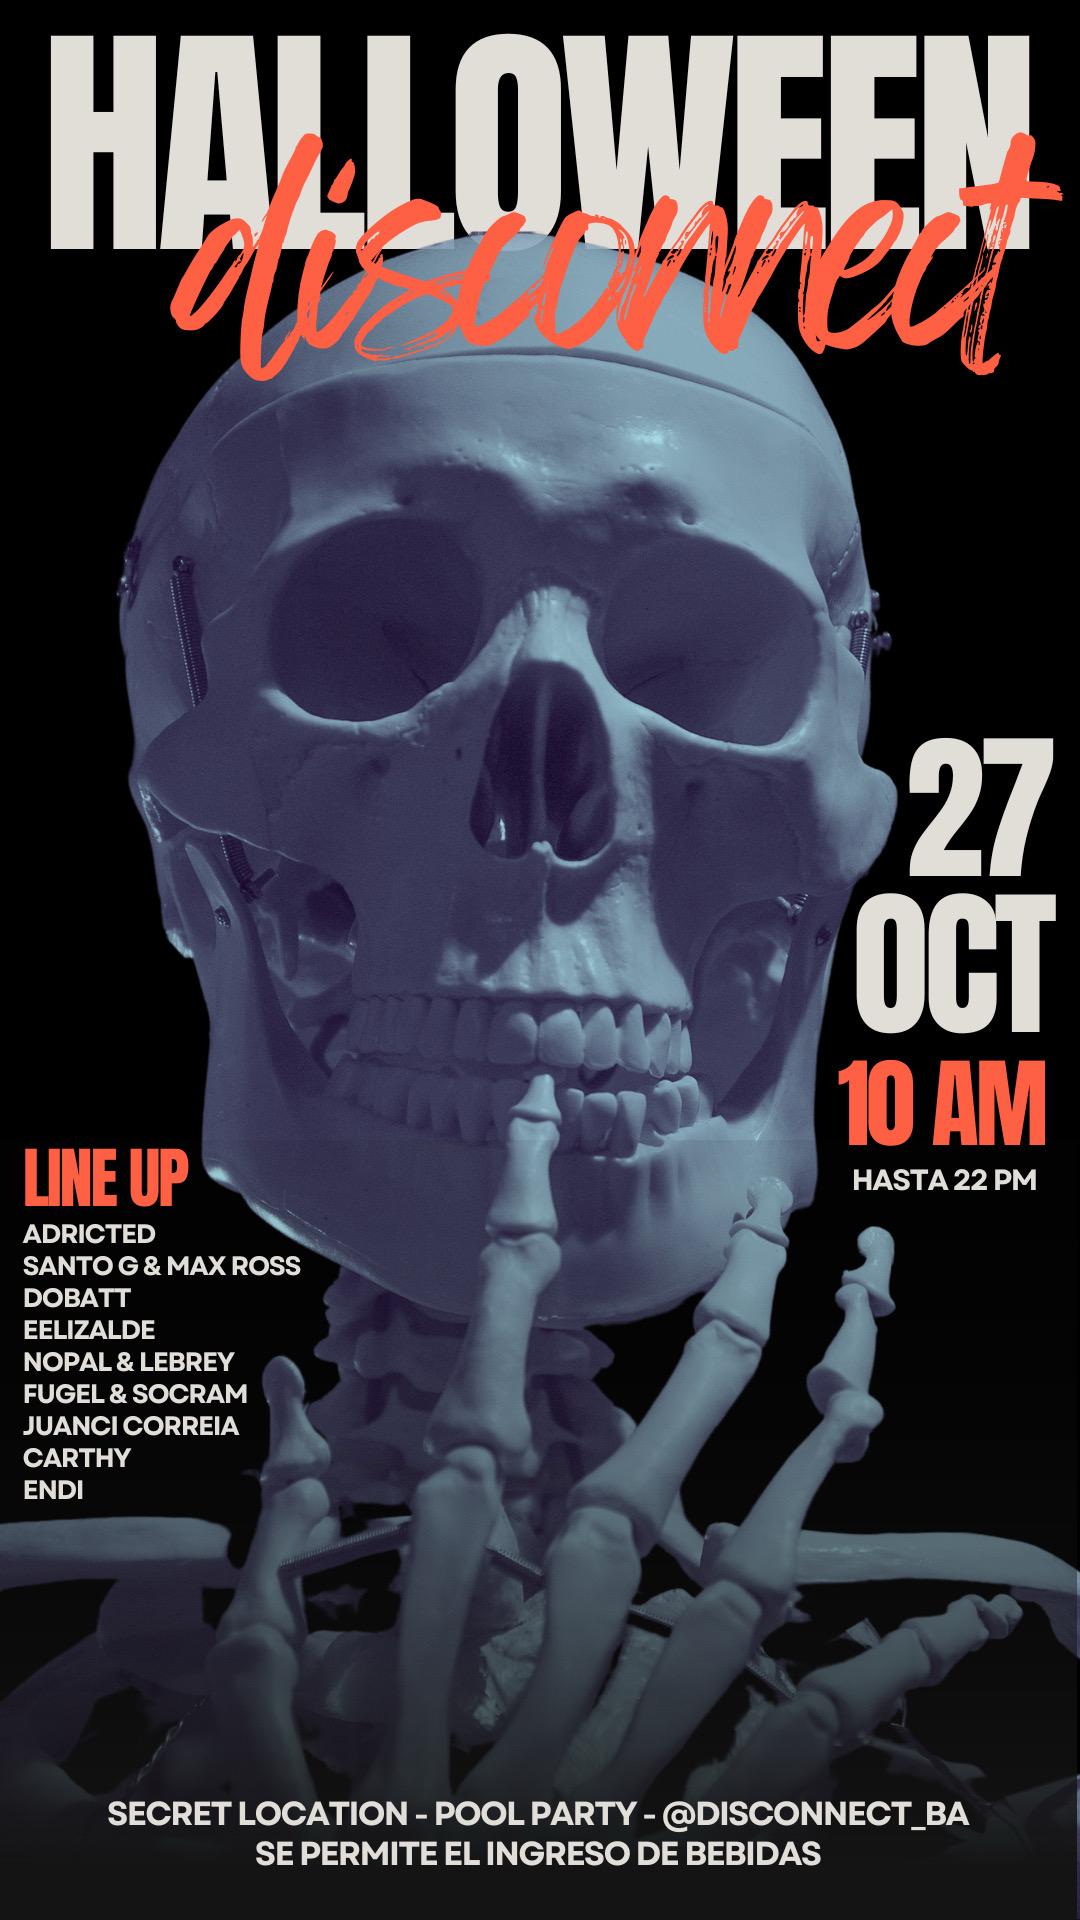 HALLOWEEN
disconnect
27
OCT
10 AM
HASTA 22 PM
LINE UP
ADRICTED
SANTO G & MAX ROSS
DOBATT
EELIZALDE
NOPAL & LEBREY
FUGEL & SOCRAM
JUANCI CORREIA
CARTHY
ENDI
SECRET LOCATION - POOL PARTY - @DISCONNECT_BA
SE PERMITE EL INGRESO DE BEBIDAS